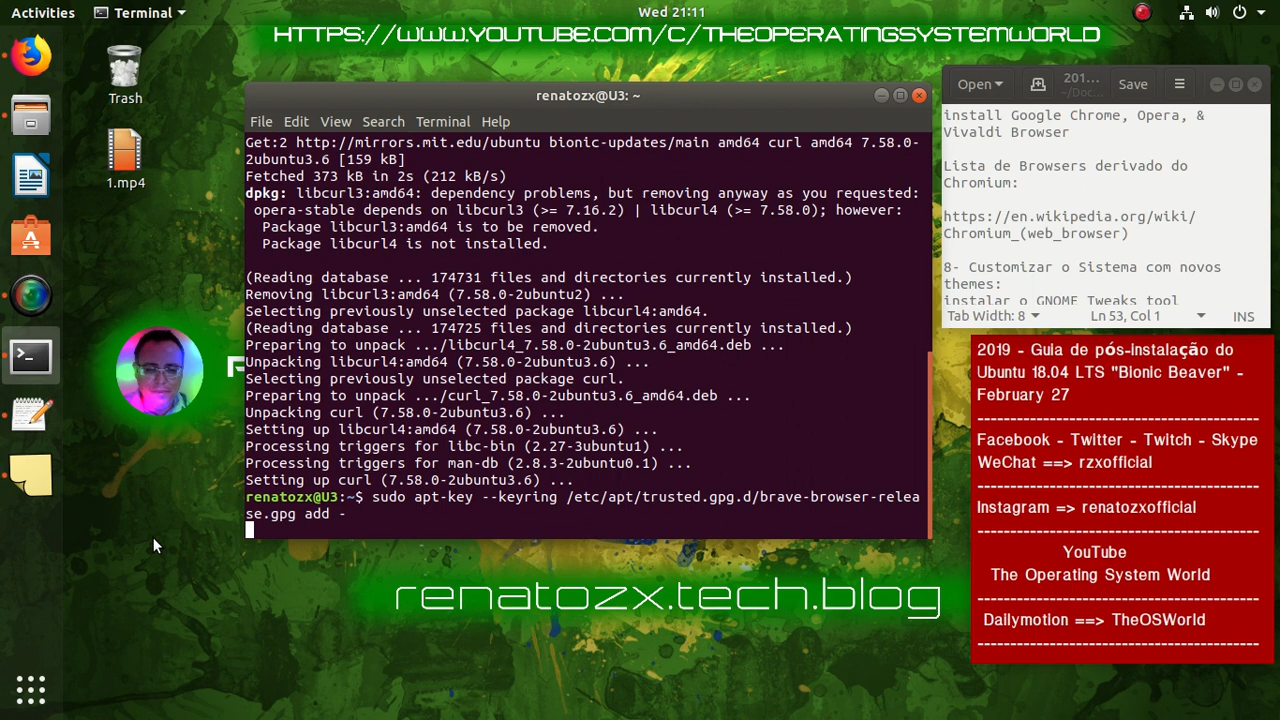 Activities
Terminal
Wed 21:11
HTTPS://WWW.YOUTUBE.COM/C/THEOPERATINGSYSTEMWORLD
Trash
1.mp4
renatozx@U3: ~
File Edit View Search Terminal Help
Get:2 http://mirrors.mit.edu/ubuntu bionic-updates/main amd64 curl amd64 7.58.0-
2ubuntu3.6 [159 kB]
Fetched 373 kB in 2s (212 kB/s)
dpkg: libcurl3:amd64: dependency problems, but removing anyway as you requested:
opera-stable depends on libcurl3 (>= 7.16.2) | libcurl4 (>= 7.58.0); however:
Package libcurl3:amd64 is to be removed.
Package libcurl4 is not installed.
(Reading database ... 174731 files and directories currently installed.)
Removing libcurl3:amd64 (7.58.0-2ubuntu2) ...
Selecting previously unselected package libcurl4:amd64.
(Reading database ... 174725 files and directories currently installed.)
Preparing to unpack .../libcurl4_7.58.0-2ubuntu3.6_amd64.deb ...
Unpacking libcurl4:amd64 (7.58.0-2ubuntu3.6) ...
Selecting previously unselected package curl.
Preparing to unpack .../curl_7.58.0-2ubuntu3.6_amd64.deb ...
Unpacking curl (7.58.0-2ubuntu3.6) ...
Setting up libcurl4:amd64 (7.58.0-2ubuntu3.6) ...
Processing triggers for libc-bin (2.27-3ubuntu1) ...
Processing triggers for man-db (2.8.3-2ubuntu0.1) ...
Setting up curl (7.58.0-2ubuntu3.6) ...
renatozx@U3:~$ sudo apt-key --keyring /etc/apt/trusted.gpg.d/brave-browser-relea
se.gpg add -
renatozx.tech.blog
Open
201...
~/Doc...
Save
install Google Chrome, Opera, &
Vivaldi Browser
Lista de Browsers derivado do
Chromium:
https://en.wikipedia.org/wiki/
Chromium_(web_browser)
8- Customizar o Sistema com novos
themes:
instalar o GNOME Tweaks tool
Tab Width: 8
Ln 53, Col 1
INS
2019 - Guia de pós-Instalação do
Ubuntu 18.04 LTS "Bionic Beaver" -
February 27
----------------------------------------
Facebook - Twitter - Twitch - Skype
WeChat ==> rzxofficial
----------------------------------------
Instagram => renatozxofficial
----------------------------------------
YouTube
The Operating System World
----------------------------------------
Dailymotion ==> TheOSWorld
----------------------------------------